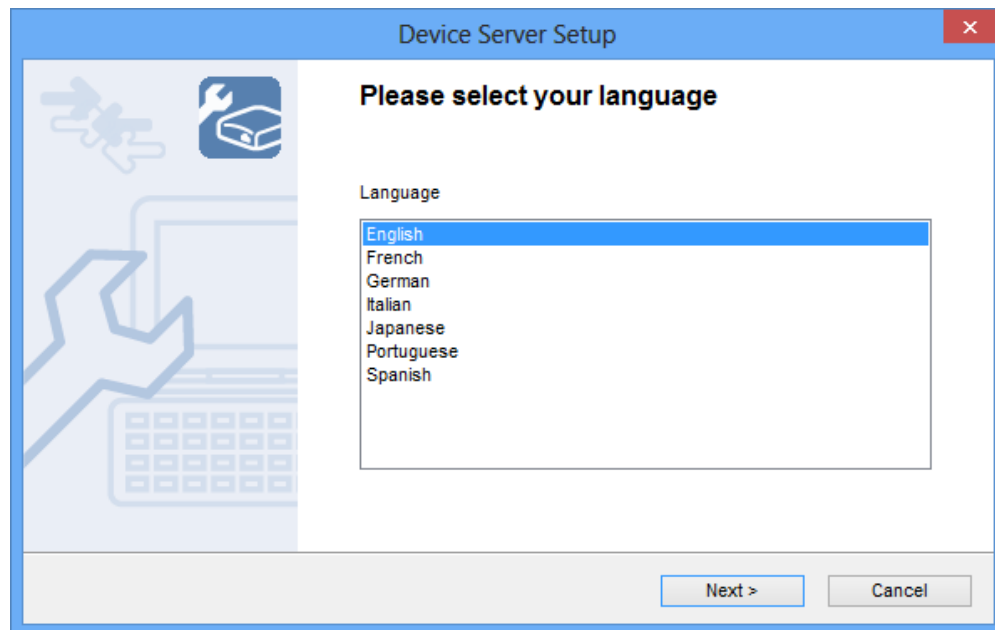 Device Server Setup
Please select your language
Language
English
French
German
Italian
Japanese
Portuguese
Spanish
Next >
Cancel